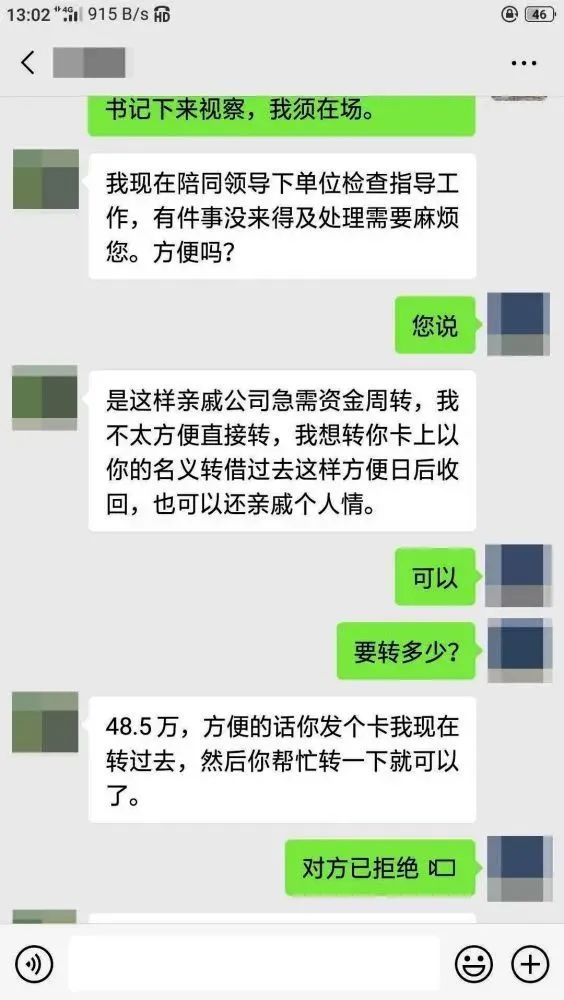 13:02 4G 915 B/s HD 46
书记下来视察，我须在场。
我现在陪同领导下单位检查指导工
作，有件事没来得及处理需要麻烦
您。方便吗？
您说
是这样亲戚公司急需资金周转，我
不太方便直接转，我想转你卡上以
你的名义转借过去这样方便日后收
回，也可以还亲戚个人情。
可以
要转多少？
48.5万，方便的话你发个卡我现在
转过去，然后你帮忙转一下就可以
了。
对方已拒绝